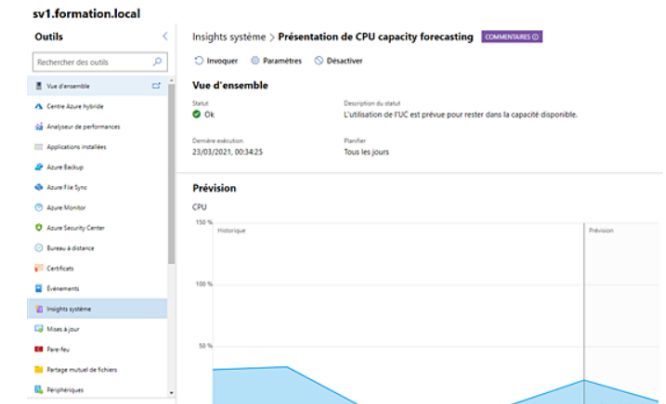 sv1.formation.local
Outils
Rechercher des outils
Vue d'ensemble
Centre Azure hybride
Analyseur de performances
Applications installées
Azure Backup
Azure File Sync
Azure Monitor
Azure Security Center
Bureau à distance
Certificats
Événements
Insights système
Mises à jour
Pare-feu
Partage mutuel de fichiers
Périphériques
Insights système > Présentation de CPU capacity forecasting COMMENTAIRES
Invoquer Paramètres Désactiver
Vue d'ensemble
Statut Description du statut
Ok L'utilisation de l'UC est prévue pour rester dans la capacité disponible.
Dernière exécution Planifier
23/03/2021, 00:34:25 Tous les jours
Prévision
CPU
150 %
Historique Prévision
100 %
50 %